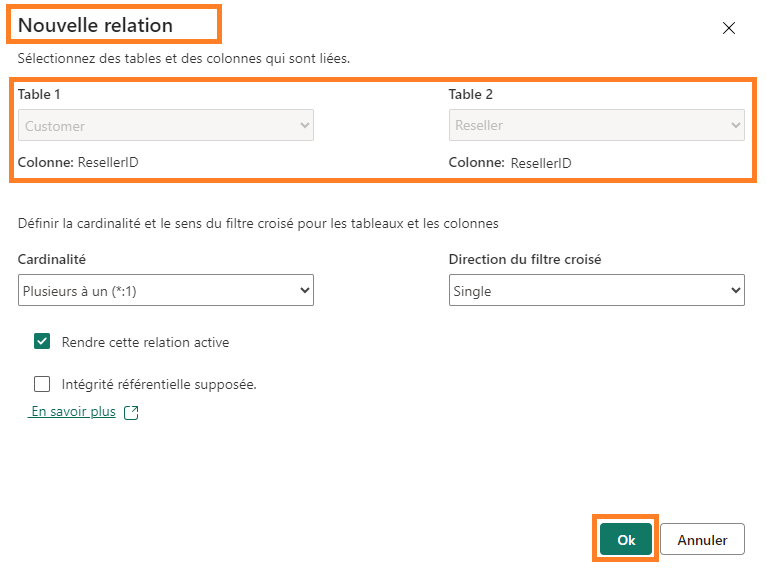 Nouvelle relation
Sélectionnez des tables et des colonnes qui sont liées.
Table 1 Table 2
Customer Reseller
Colonne: ResellerID Colonne: ResellerID
Définir la cardinalité et le sens du filtre croisé pour les tableaux et les colonnes
Cardinalité Direction du filtre croisé
Plusieurs à un (*:1) Single
Rendre cette relation active
Intégrité référentielle supposée.
En savoir plus
Ok Annuler